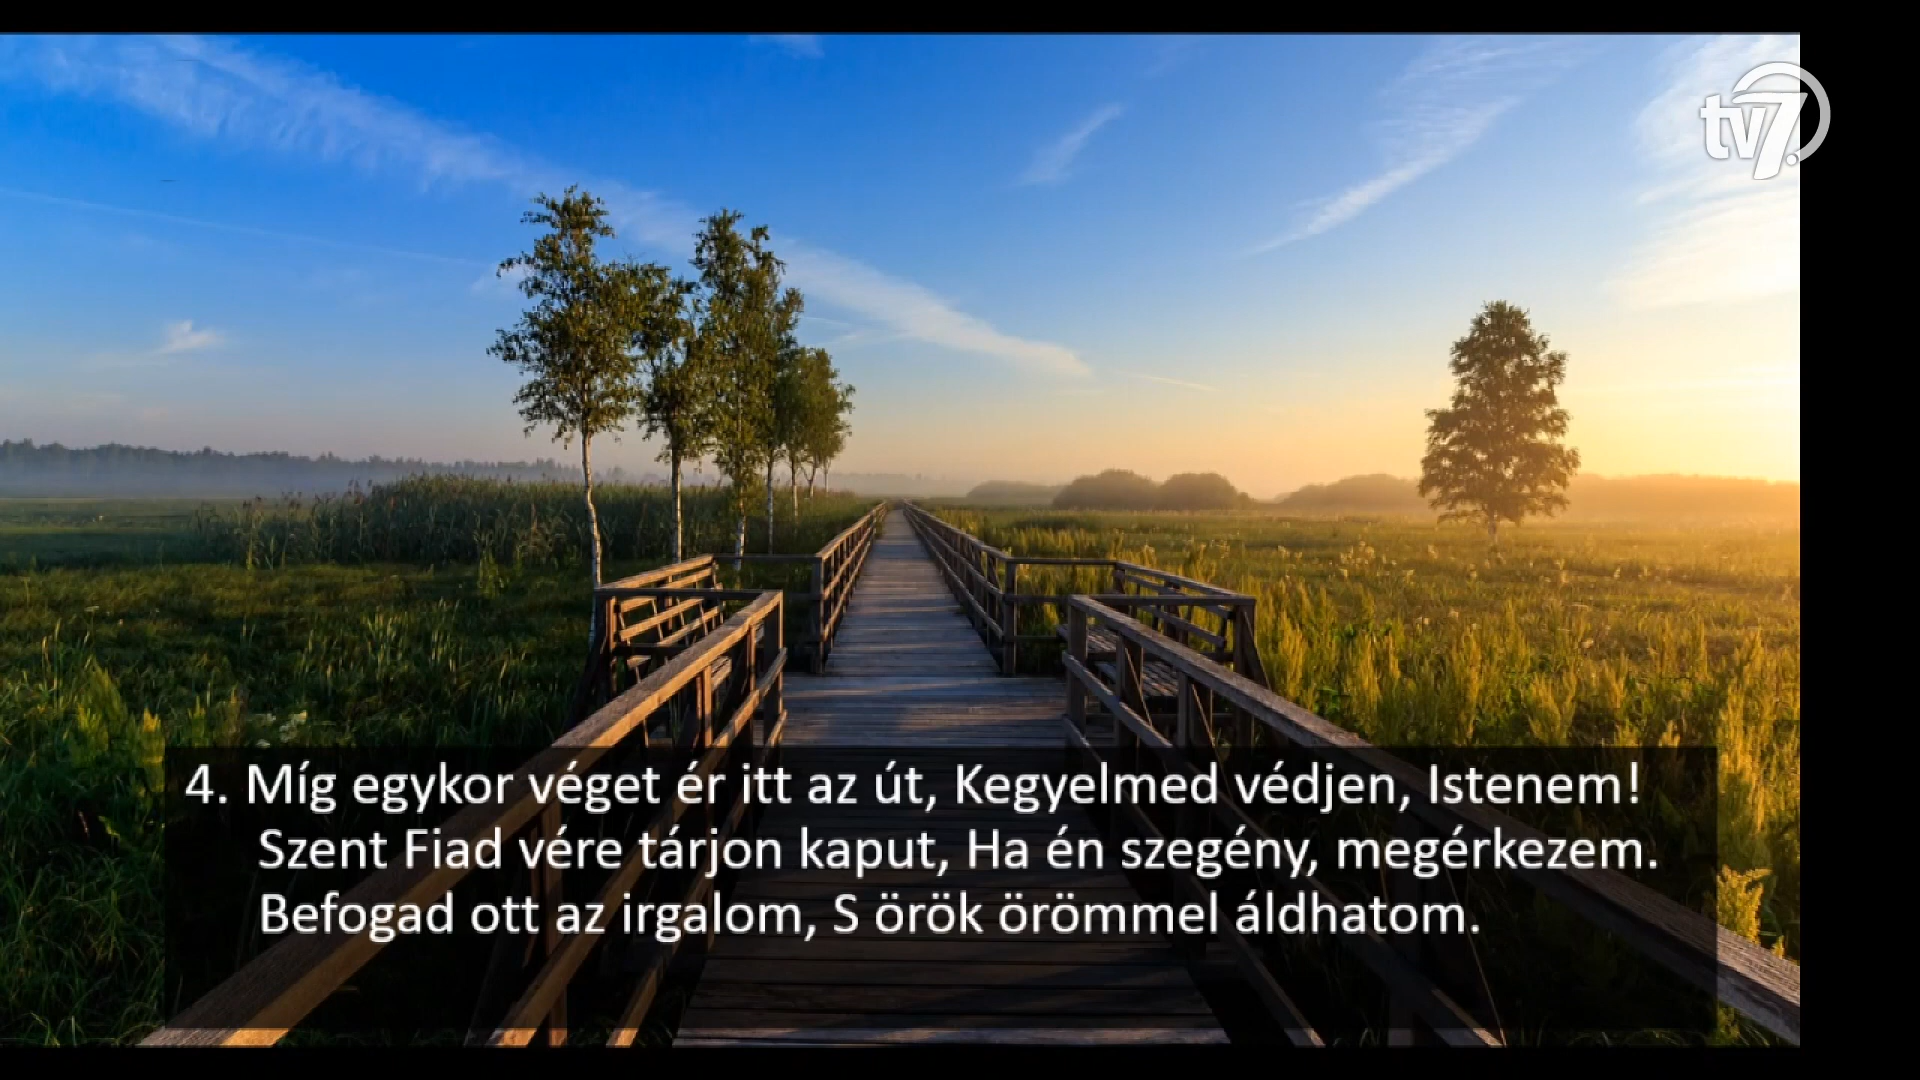 tv7
4. Míg egykor véget ér itt az út, Kegyelmed védjen, Istenem!
Szent Fiad vére tárjon kaput, Ha én szegény, megérkezem.
Befogad ott az irgalom, S örök örömmel áldhatom.